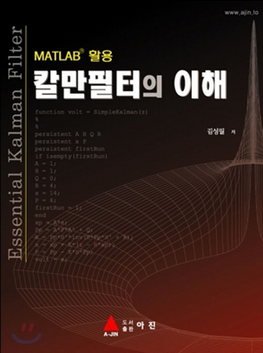 www.ajin.to
Essential Kalman Filter
MATLAB® 활용
칼만필터의 이해
김성필 저
function volt = SimpleKalman(z)
%
%
persistent A H Q R
persistent x P
persistent firstRun
if isempty(firstRun)
A = 1;
H = 1;
Q = 0;
R = 4;
x = 14;
P = 6;
firstRun = 1;
end
xp = A*x;
A-JIN
도서출판 아진